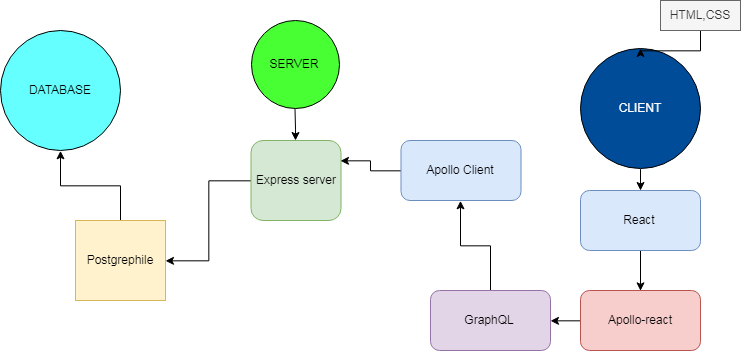 HTML,CSS
SERVER
DATABASE
CLIENT
Express server
Apollo Client
React
Postgrephile
GraphQL
Apollo-react